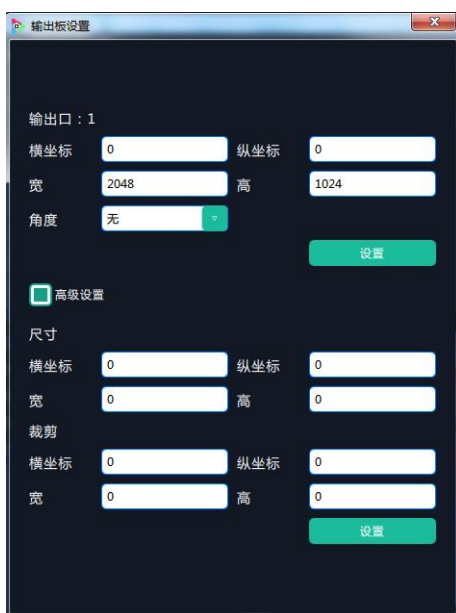 输出板设置
输出口：1
横坐标 0 纵坐标 0
宽 2048 高 1024
角度 无
设置
高级设置
尺寸
横坐标 0 纵坐标 0
宽 0 高 0
裁剪
横坐标 0 纵坐标 0
宽 0 高 0
设置